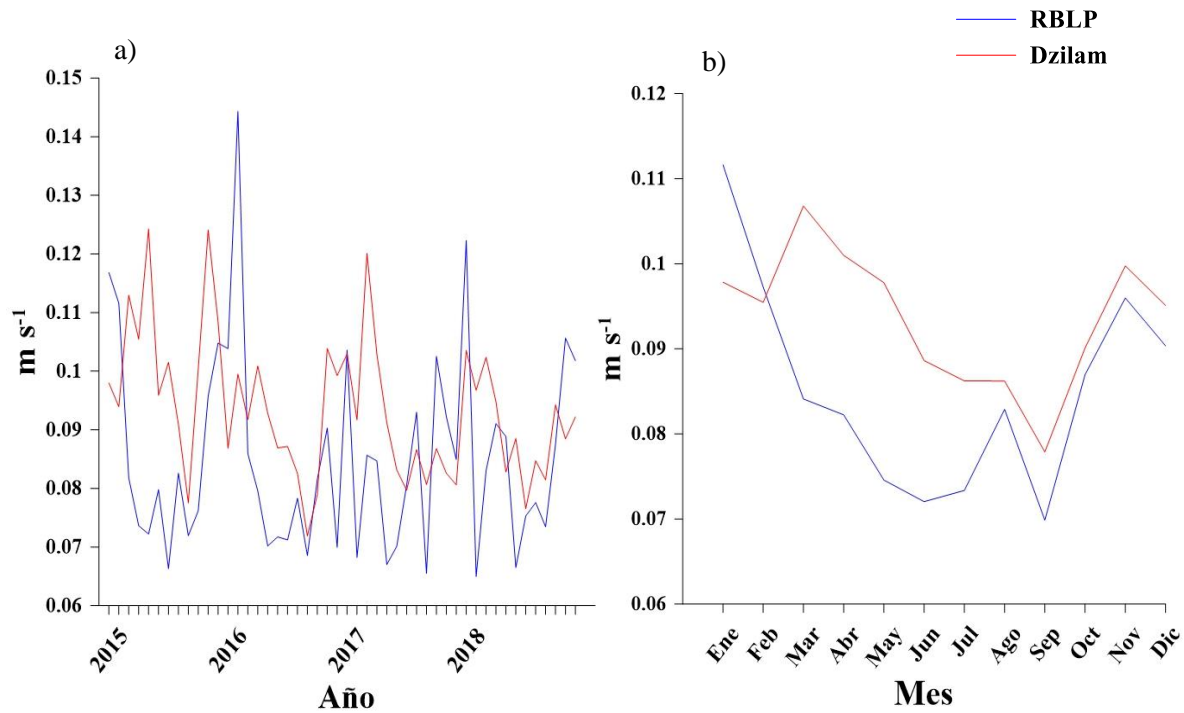 RBLP
Dzilam
a)
0.15
0.14
0.13
0.12
0.11
0.1
0.09
0.08
0.07
0.06
m s-1
2015
2016
2017
2018
Año
b)
0.12
0.11
0.1
0.09
0.08
0.07
0.06
m s-1
Ene
Feb
Mar
Abr
May
Jun
Jul
Ago
Sep
Oct
Nov
Dic
Mes